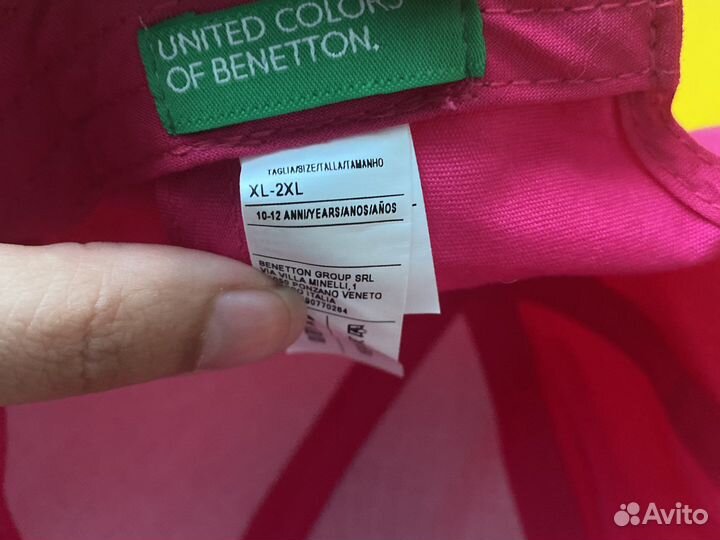 UNITED COLORS
OF BENETTON.
TAGLIA/SIZE/TALLA/TAMANHO
XL-2XL
10-12 ANNI/YEARS/ANOS/AÑOS
BENETTON GROUP SRL
VIA VILLA MINELLI,1
PONZANO VENETO
ITALIA
Avito